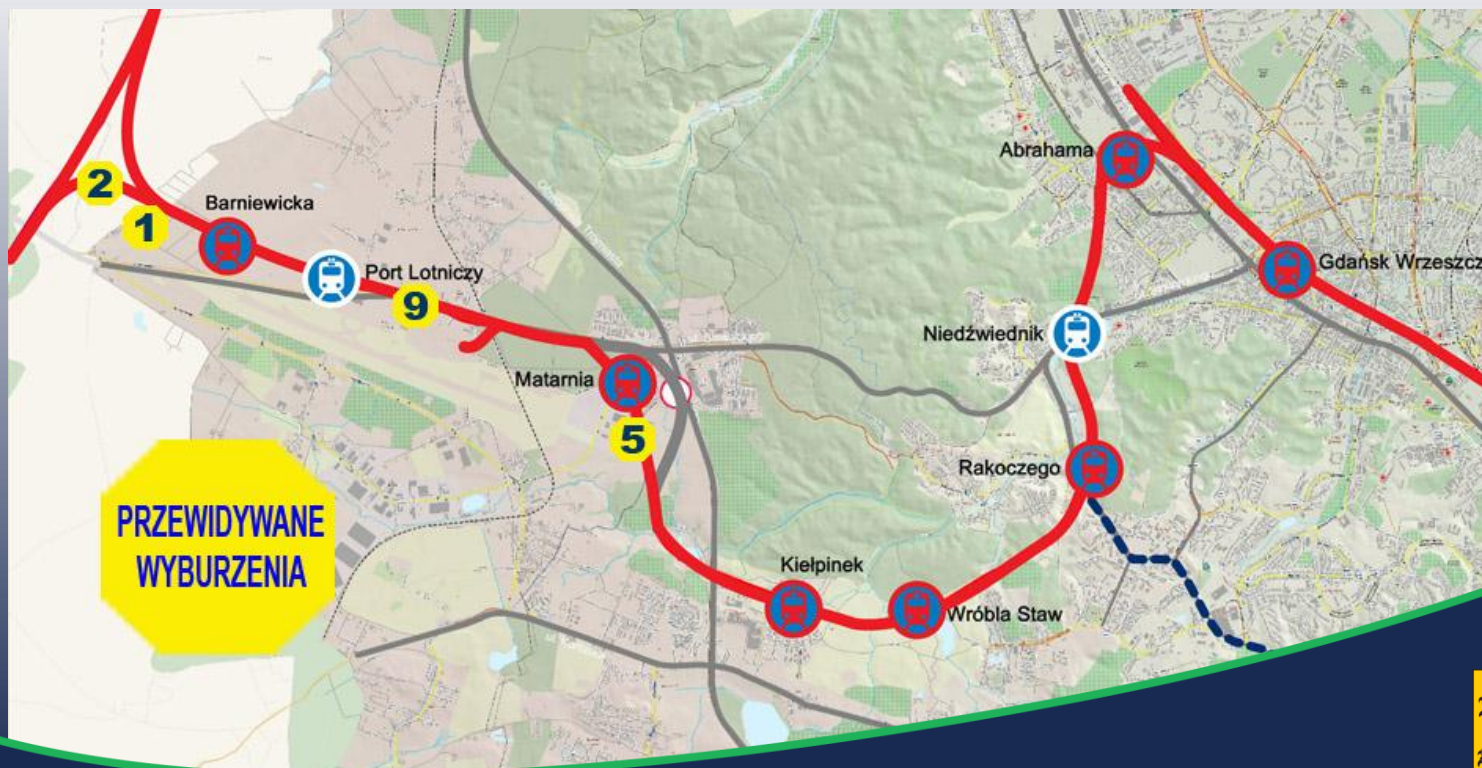 Abrahama
2
Barniewicka
1
Port Lotniczy
Gdańsk Wrzeszcz
9
Niedźwiednik
Matarnia
5
Rakoczego
PRZEWIDYWANE
WYBURZENIA
Kiełpinek
Wróbla Staw